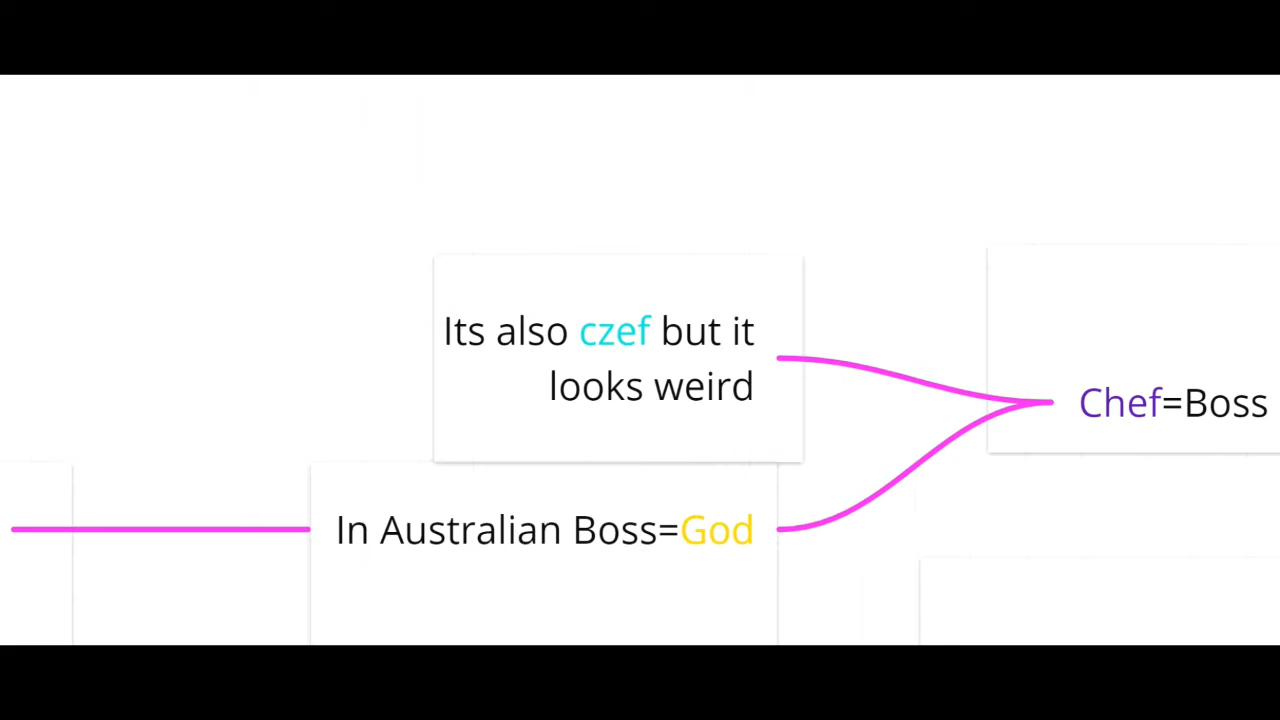 Its also czef but it
looks weird
Chef=Boss
In Australian Boss=God